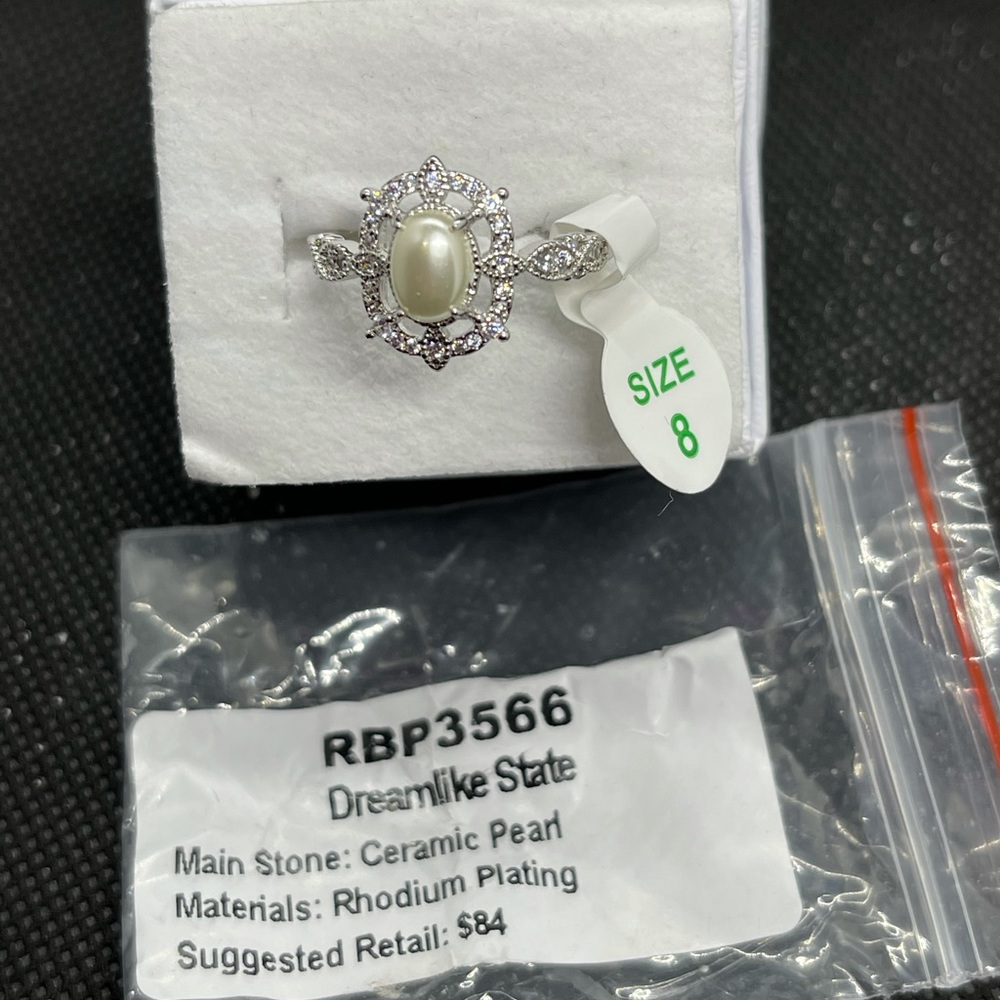 SIZE
8
RBP3566
Dreamlike State
Main Stone: Ceramic Pearl
Materials: Rhodium Plating
Suggested Retail: $84